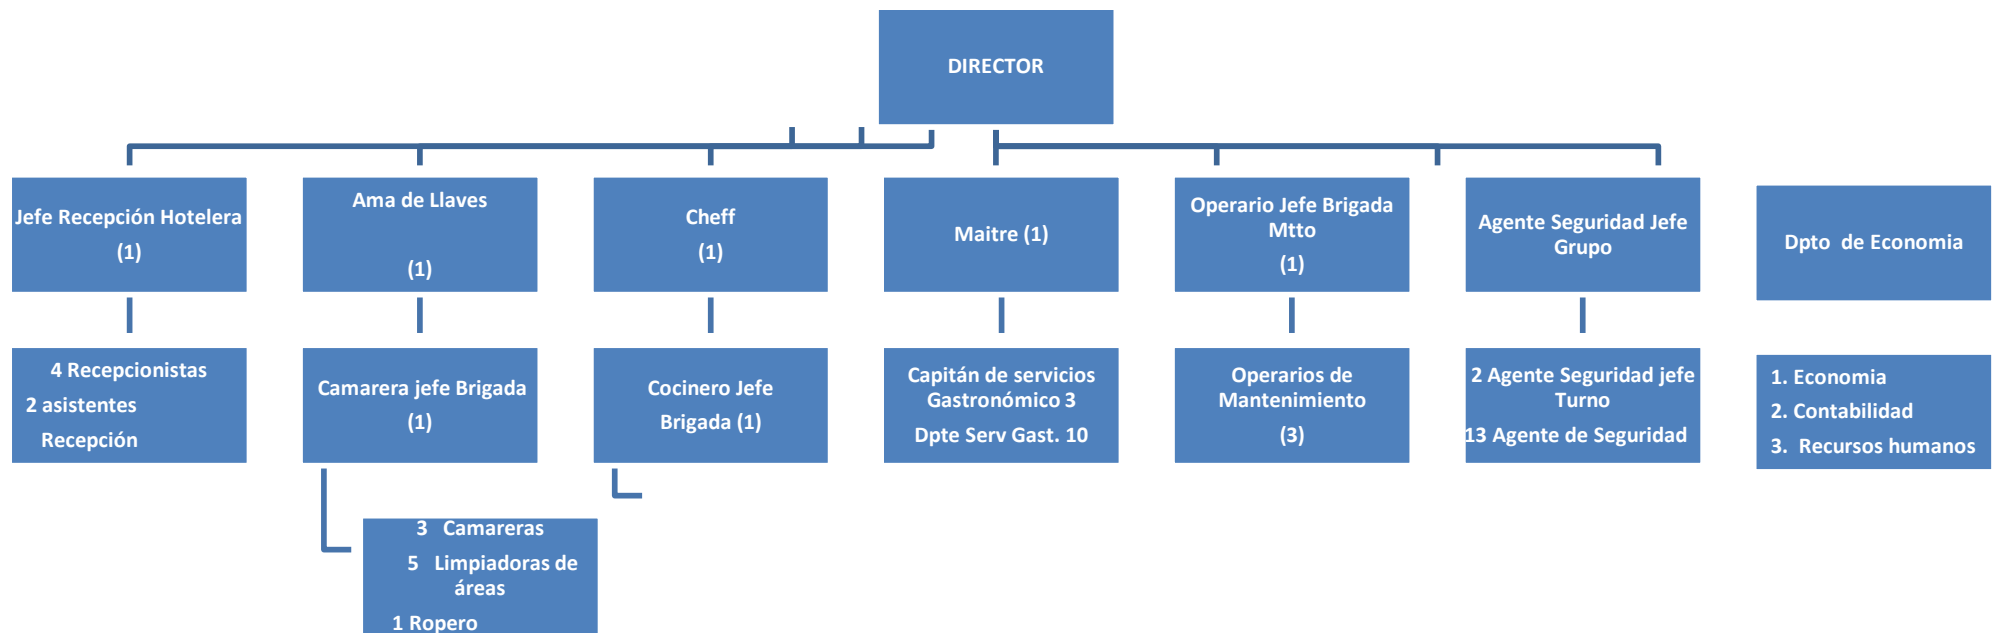 DIRECTOR
Jefe Recepción Hotelera
(1)
Ama de Llaves
(1)
Cheff
(1)
Maitre (1)
Operario Jefe Brigada
Mtto
(1)
Agente Seguridad Jefe
Grupo
Dpto de Economia
4 Recepcionistas
2 asistentes
Recepción
Camarera jefe Brigada
(1)
Cocinero Jefe
Brigada (1)
Capitán de servicios
Gastronómico 3
Dpte Serv Gast. 10
Operarios de
Mantenimiento
(3)
2 Agente Seguridad jefe
Turno
13 Agente de Seguridad
1. Economia
2. Contabilidad
3. Recursos humanos
3 Camareras
5 Limpiadoras de
áreas
1 Ropero